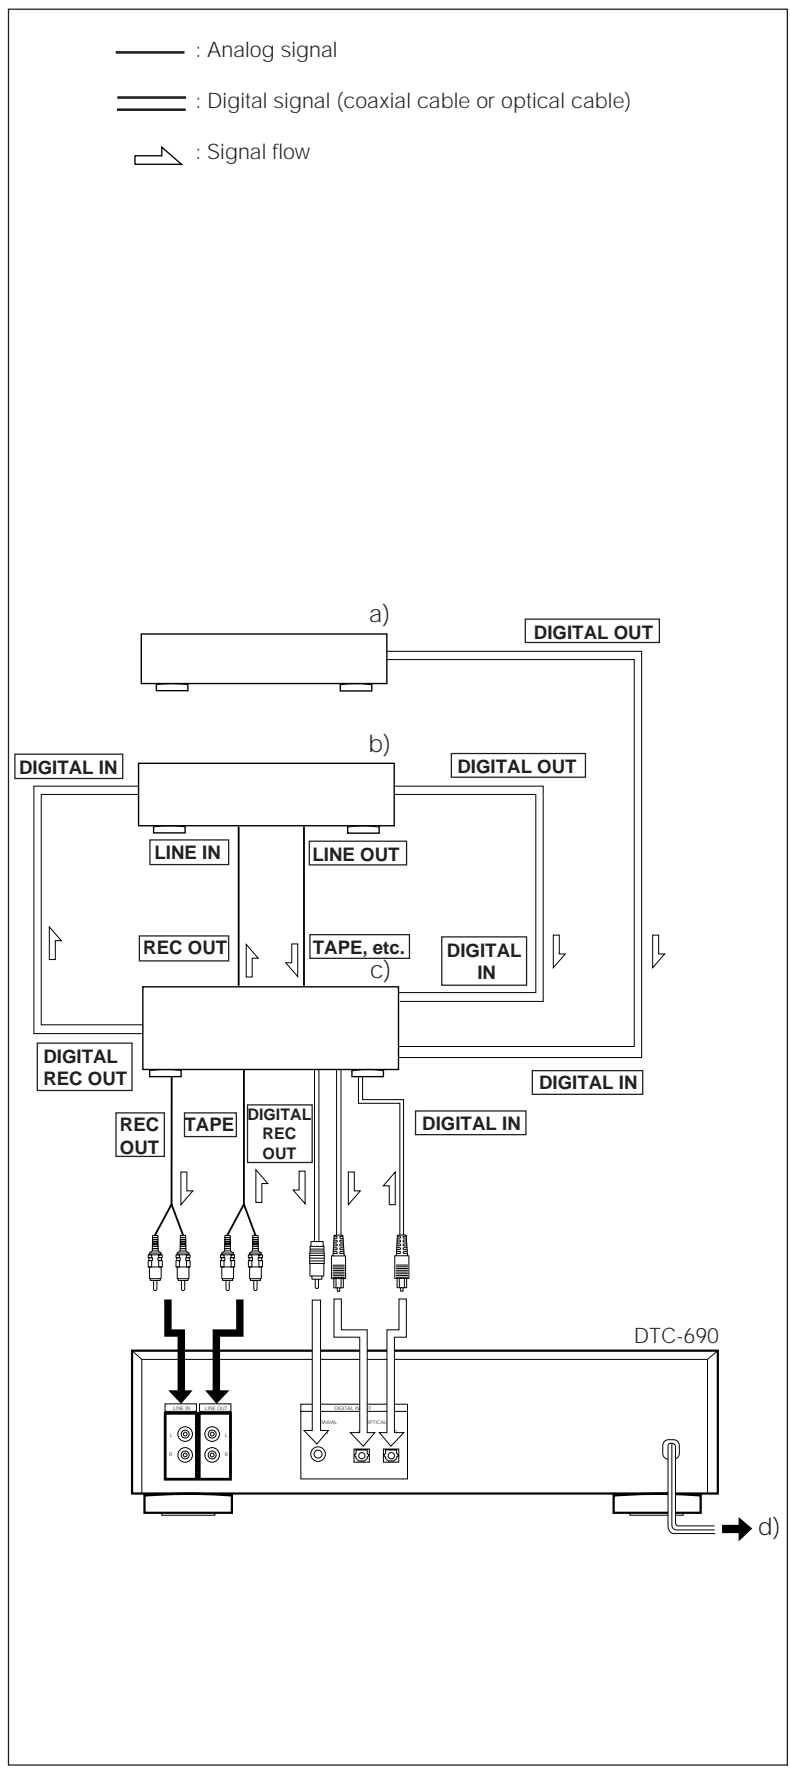 : Analog signal
: Digital signal (coaxial cable or optical cable)
: Signal flow
a)
DIGITAL OUT
b)
DIGITAL IN
DIGITAL OUT
LINE IN
LINE OUT
REC OUT
TAPE, etc.
DIGITAL
IN
c)
DIGITAL
REC OUT
DIGITAL IN
REC
OUT
TAPE
DIGITAL
REC
OUT
DIGITAL IN
DTC-690
LINE IN
LINE OUT
DIGITAL
OPTICAL
L
L
R
R
d)